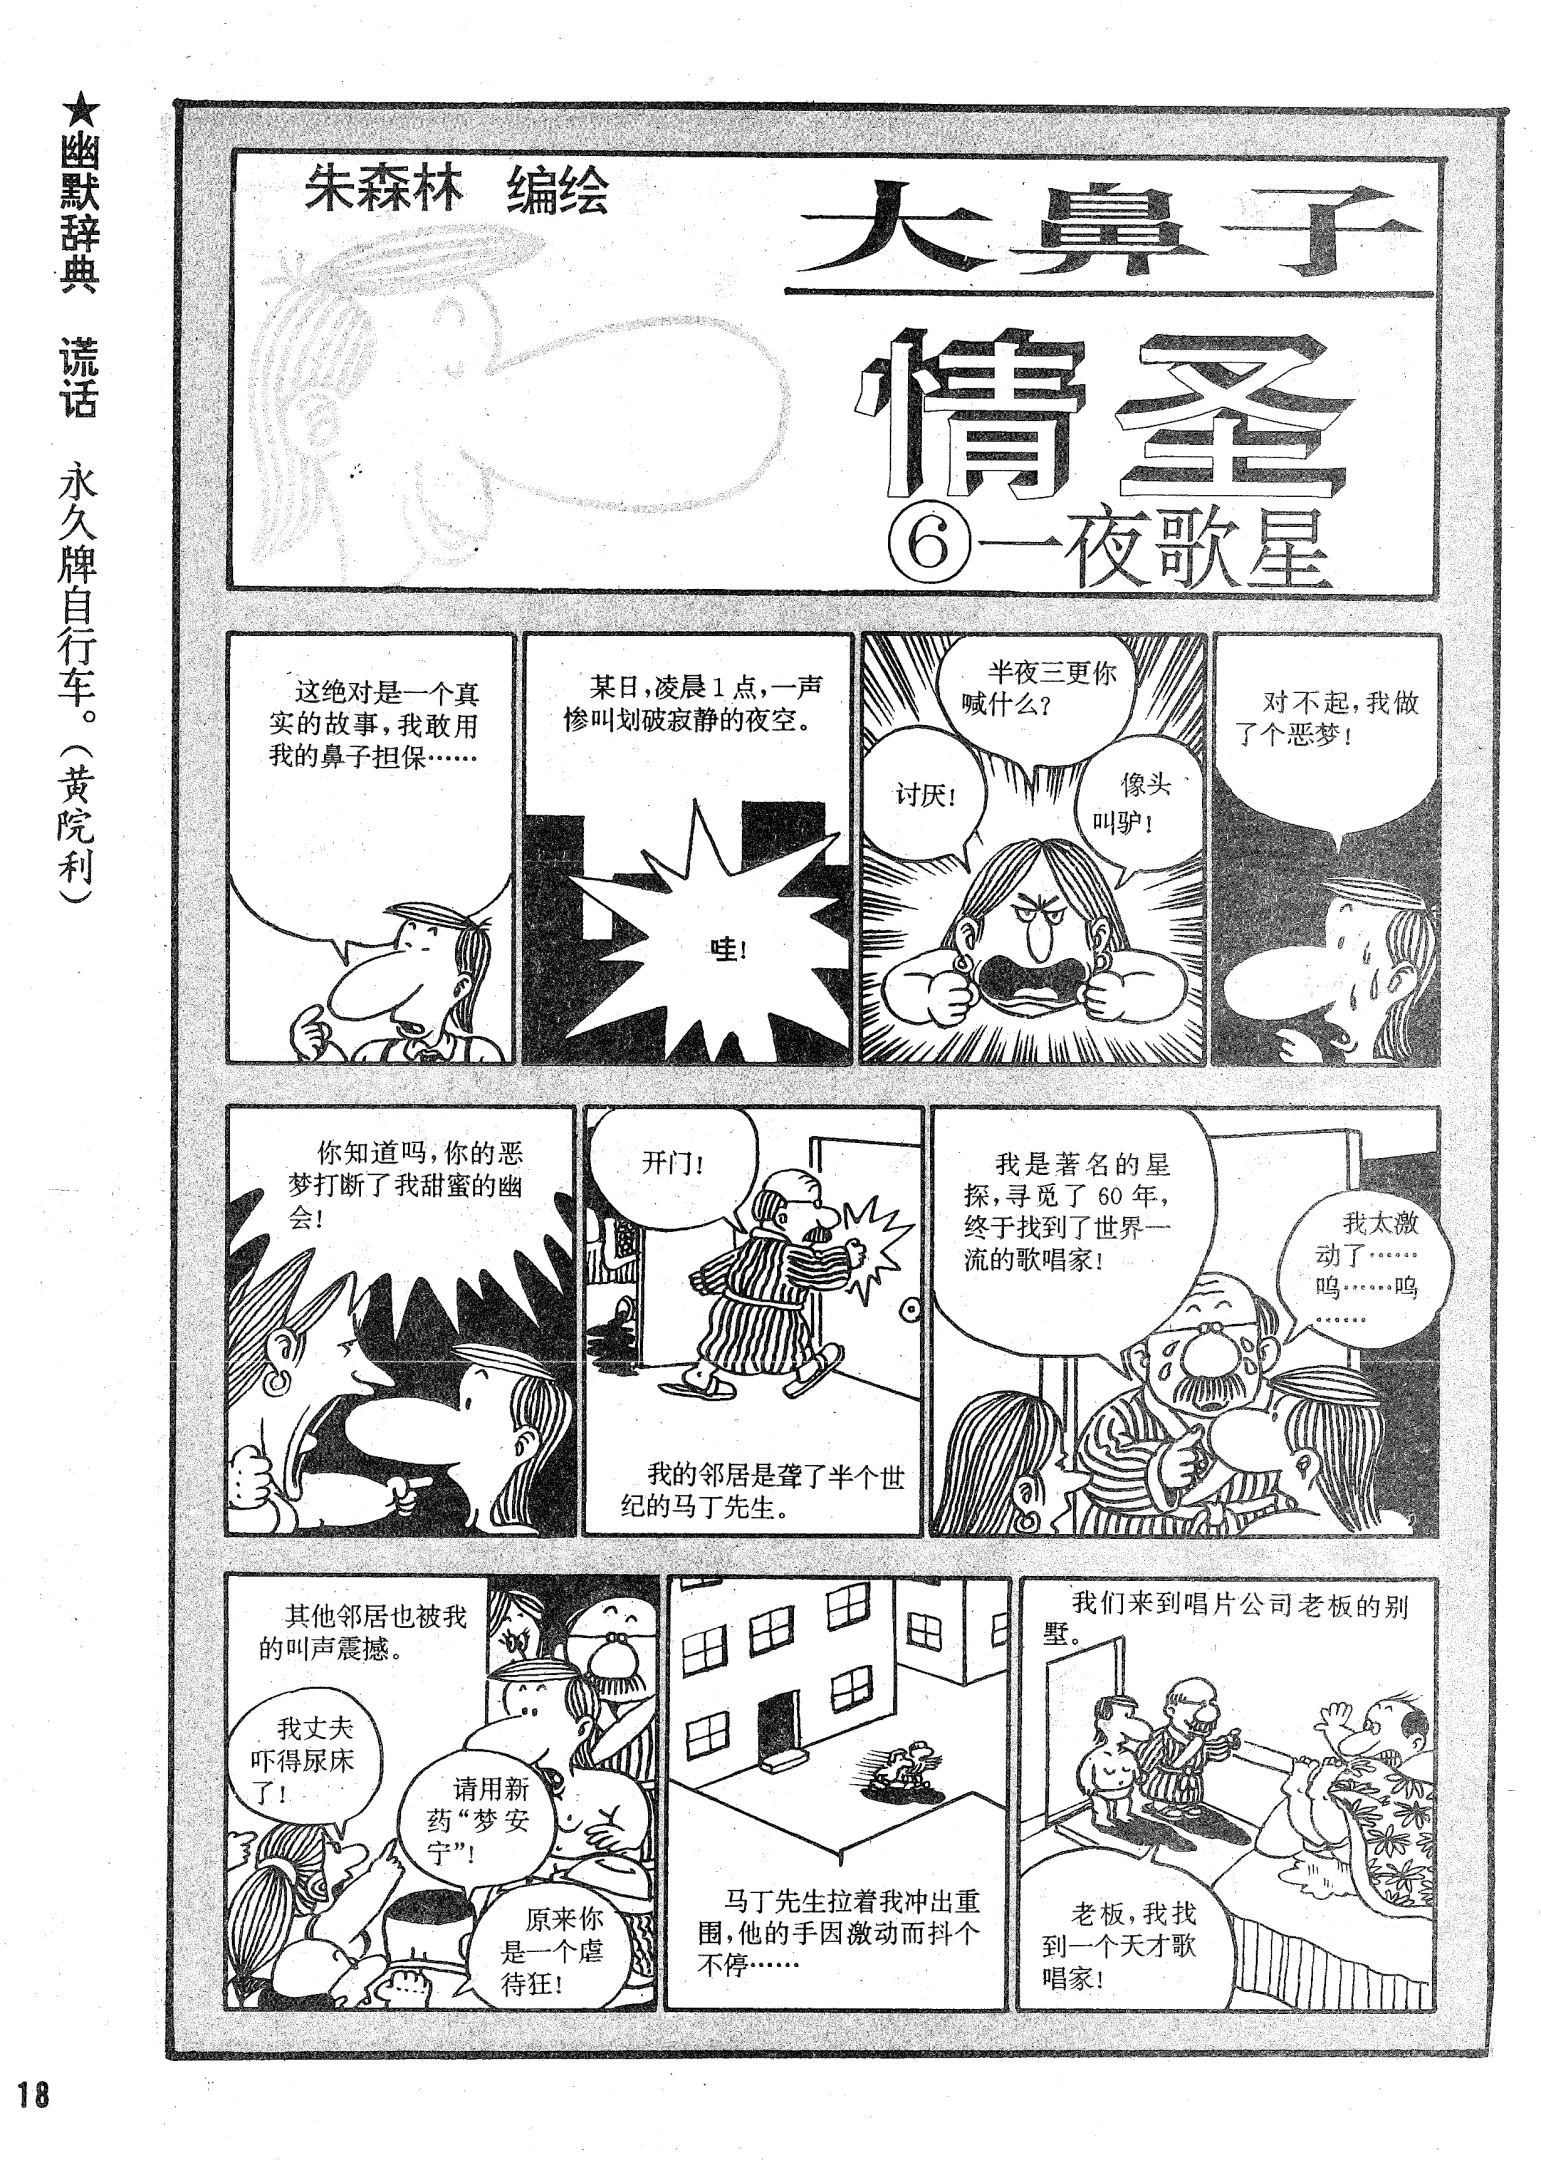 ★幽默辞典 谎话 永久牌自行车。(黄院利)
朱森林 编绘
大鼻子
情圣
⑥一夜歌星
这绝对是一个真
实的故事,我敢用
我的鼻子担保……
某日,凌晨1点,一声
惨叫划破寂静的夜空。
哇!
半夜三更你
喊什么?
讨厌!
像头
叫驴!
对不起,我做
了个恶梦!
你知道吗,你的恶
梦打断了我甜蜜的幽
会!
开门!
我的邻居是聋了半个世
纪的马丁先生。
我是著名的星
探,寻觅了60年,
终于找到了世界一
流的歌唱家!
我太激
动了……
呜……呜
……
其他邻居也被我
的叫声震撼。
我丈夫
吓得尿床
了!
请用新
药“梦安
宁”!
原来你
是一个虐
待狂!
马丁先生拉着我冲出重
围,他的手因激动而抖个
不停……
我们来到唱片公司老板的别
墅。
老板,我找
到一个天才歌
唱家!
18